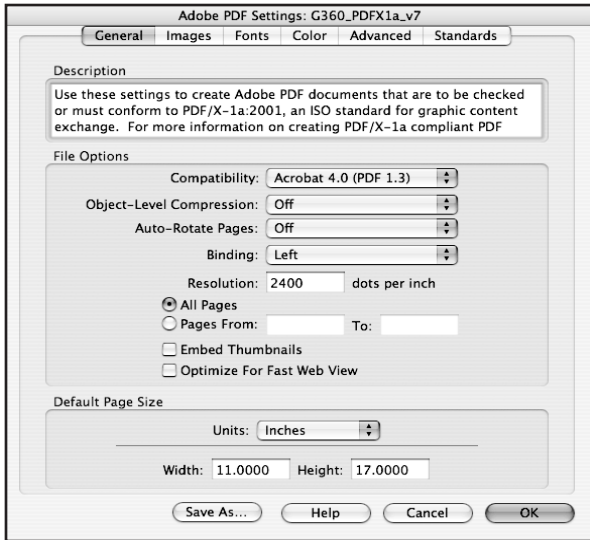 Adobe PDF Settings: G360_PDFX1a_v7
General Images Fonts Color Advanced Standards
Description
Use these settings to create Adobe PDF documents that are to be checked
or must conform to PDF/X-1a:2001, an ISO standard for graphic content
exchange. For more information on creating PDF/X-1a compliant PDF
File Options
Compatibility: Acrobat 4.0 (PDF 1.3)
Object-Level Compression: Off
Auto-Rotate Pages: Off
Binding: Left
Resolution: 2400 dots per inch
All Pages
Pages From: To:
Embed Thumbnails
Optimize For Fast Web View
Default Page Size
Units: Inches
Width: 11.0000 Height: 17.0000
Save As... Help Cancel OK